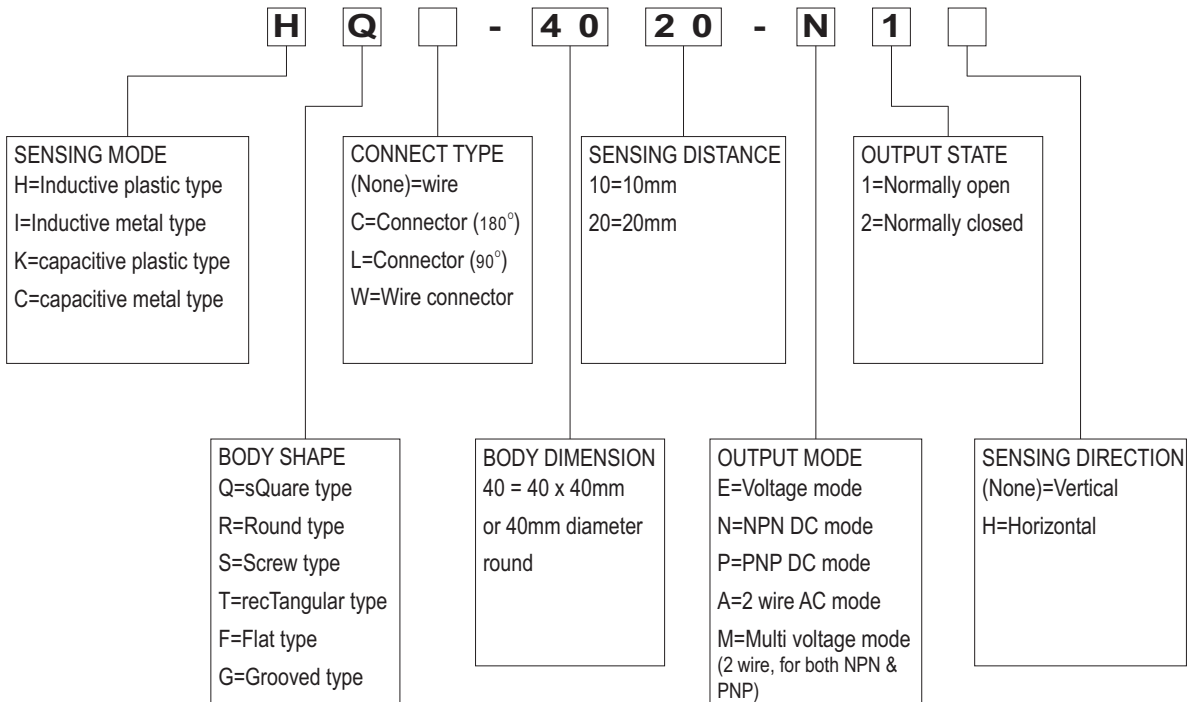 H Q - 4 0 2 0 - N 1
SENSING MODE
H=Inductive plastic type
I=Inductive metal type
K=capacitive plastic type
C=capacitive metal type
CONNECT TYPE
(None)=wire
C=Connector (180°)
L=Connector (90°)
W=Wire connector
SENSING DISTANCE
10=10mm
20=20mm
OUTPUT STATE
1=Normally open
2=Normally closed
BODY SHAPE
Q=sQuare type
R=Round type
S=Screw type
T=recTangular type
F=Flat type
G=Grooved type
BODY DIMENSION
40 = 40 x 40mm
or 40mm diameter
round
OUTPUT MODE
E=Voltage mode
N=NPN DC mode
P=PNP DC mode
A=2 wire AC mode
M=Multi voltage mode
(2 wire, for both NPN &
PNP)
SENSING DIRECTION
(None)=Vertical
H=Horizontal